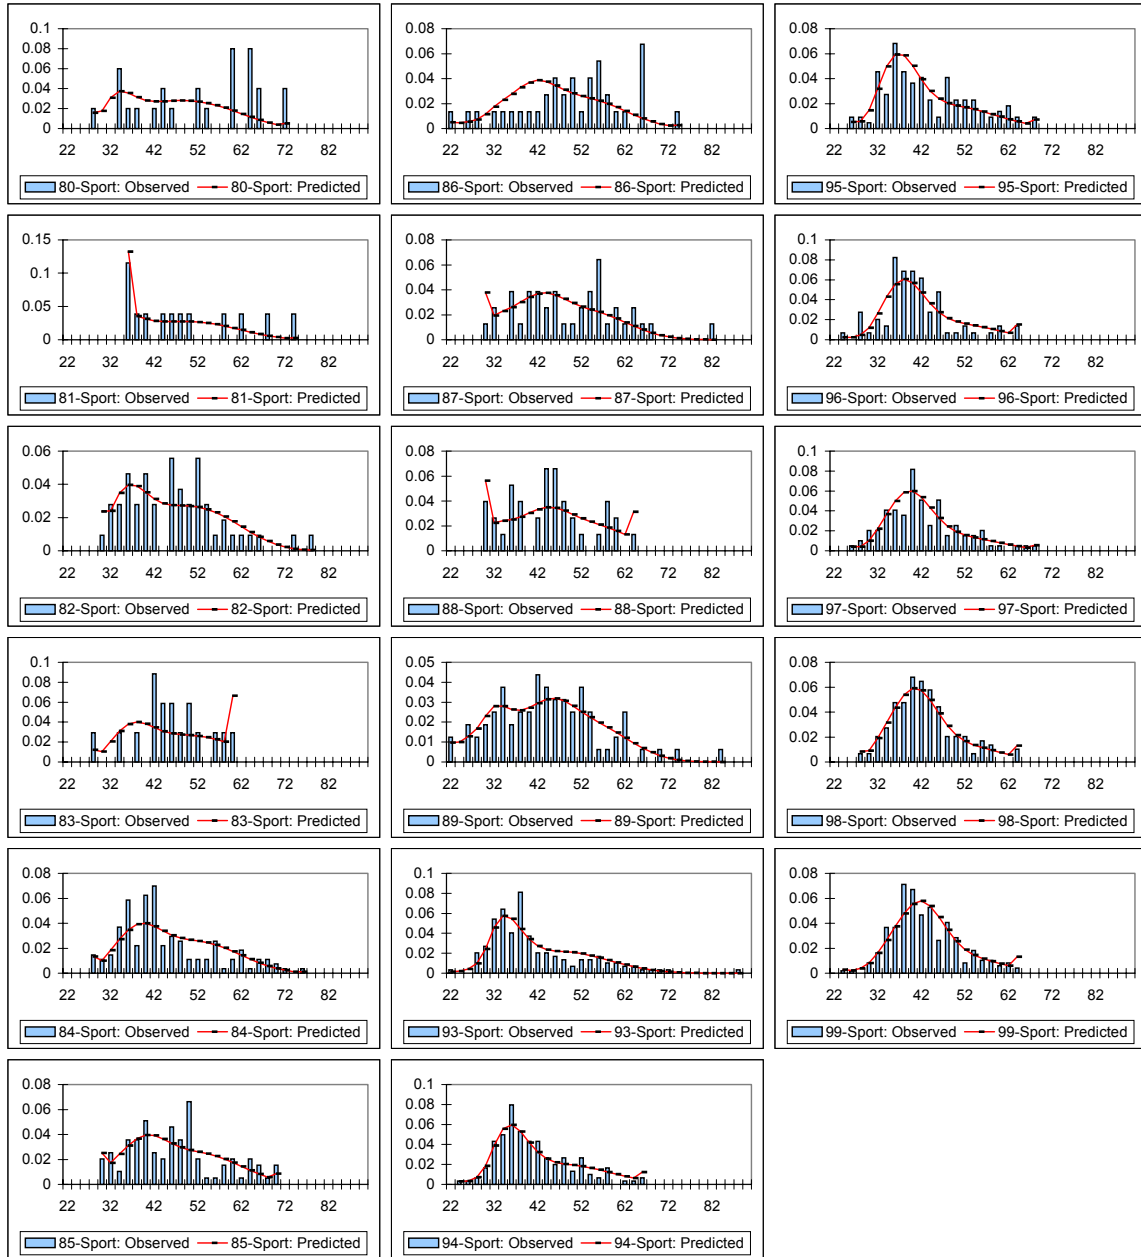 0.1
0.08
0.06
0.04
0.02
0
22 32 42 52 62 72 82
80-Sport: Observed 80-Sport: Predicted
0.08
0.06
0.04
0.02
0
22 32 42 52 62 72 82
86-Sport: Observed 86-Sport: Predicted
0.08
0.06
0.04
0.02
0
22 32 42 52 62 72 82
95-Sport: Observed 95-Sport: Predicted
0.15
0.1
0.05
0
22 32 42 52 62 72 82
81-Sport: Observed 81-Sport: Predicted
0.08
0.06
0.04
0.02
0
22 32 42 52 62 72 82
87-Sport: Observed 87-Sport: Predicted
0.1
0.08
0.06
0.04
0.02
0
22 32 42 52 62 72 82
96-Sport: Observed 96-Sport: Predicted
0.06
0.04
0.02
0
22 32 42 52 62 72 82
82-Sport: Observed 82-Sport: Predicted
0.08
0.06
0.04
0.02
0
22 32 42 52 62 72 82
88-Sport: Observed 88-Sport: Predicted
0.1
0.08
0.06
0.04
0.02
0
22 32 42 52 62 72 82
97-Sport: Observed 97-Sport: Predicted
0.1
0.08
0.06
0.04
0.02
0
22 32 42 52 62 72 82
83-Sport: Observed 83-Sport: Predicted
0.05
0.04
0.03
0.02
0.01
0
22 32 42 52 62 72 82
89-Sport: Observed 89-Sport: Predicted
0.08
0.06
0.04
0.02
0
22 32 42 52 62 72 82
98-Sport: Observed 98-Sport: Predicted
0.08
0.06
0.04
0.02
0
22 32 42 52 62 72 82
84-Sport: Observed 84-Sport: Predicted
0.1
0.08
0.06
0.04
0.02
0
22 32 42 52 62 72 82
93-Sport: Observed 93-Sport: Predicted
0.08
0.06
0.04
0.02
0
22 32 42 52 62 72 82
99-Sport: Observed 99-Sport: Predicted
0.08
0.06
0.04
0.02
0
22 32 42 52 62 72 82
85-Sport: Observed 85-Sport: Predicted
0.1
0.08
0.06
0.04
0.02
0
22 32 42 52 62 72 82
94-Sport: Observed 94-Sport: Predicted